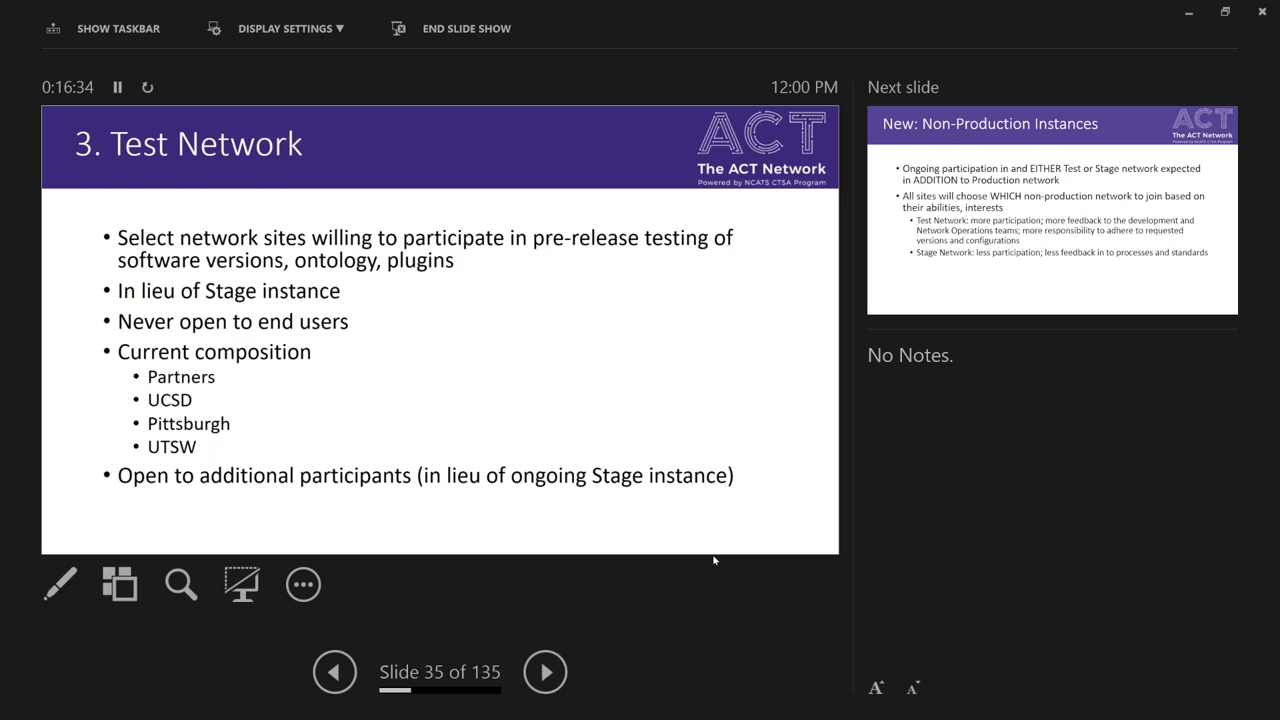 SHOW TASKBAR
DISPLAY SETTINGS ▼
END SLIDE SHOW
0:16:34
12:00 PM
3. Test Network
ACT
The ACT Network
Powered by NCATS CTSA Program
• Select network sites willing to participate in pre-release testing of
software versions, ontology, plugins
• In lieu of Stage instance
• Never open to end users
• Current composition
• Partners
• UCSD
• Pittsburgh
• UTSW
• Open to additional participants (in lieu of ongoing Stage instance)
Slide 35 of 135
Next slide
New: Non-Production Instances
ACT
The ACT Network
Powered by NCATS CTSA Program
• Ongoing participation in and EITHER Test or Stage network expected
in ADDITION to Production network
• All sites will choose WHICH non-production network to join based on
their abilities, interests
• Test Network: more participation; more feedback to the development and
Network Operations teams; more responsibility to adhere to requested
versions and configurations
• Stage Network: less participation; less feedback in to processes and standards
No Notes.
A A